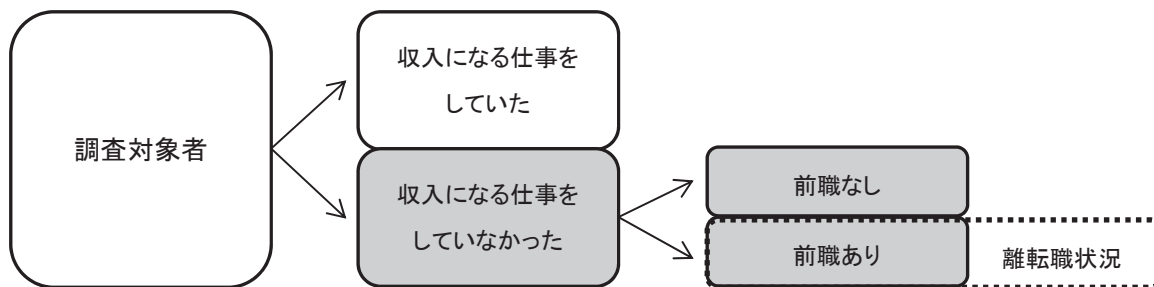 調査対象者
収入になる仕事を
していた
収入になる仕事を
していなかった
前職なし
前職あり
離転職状況